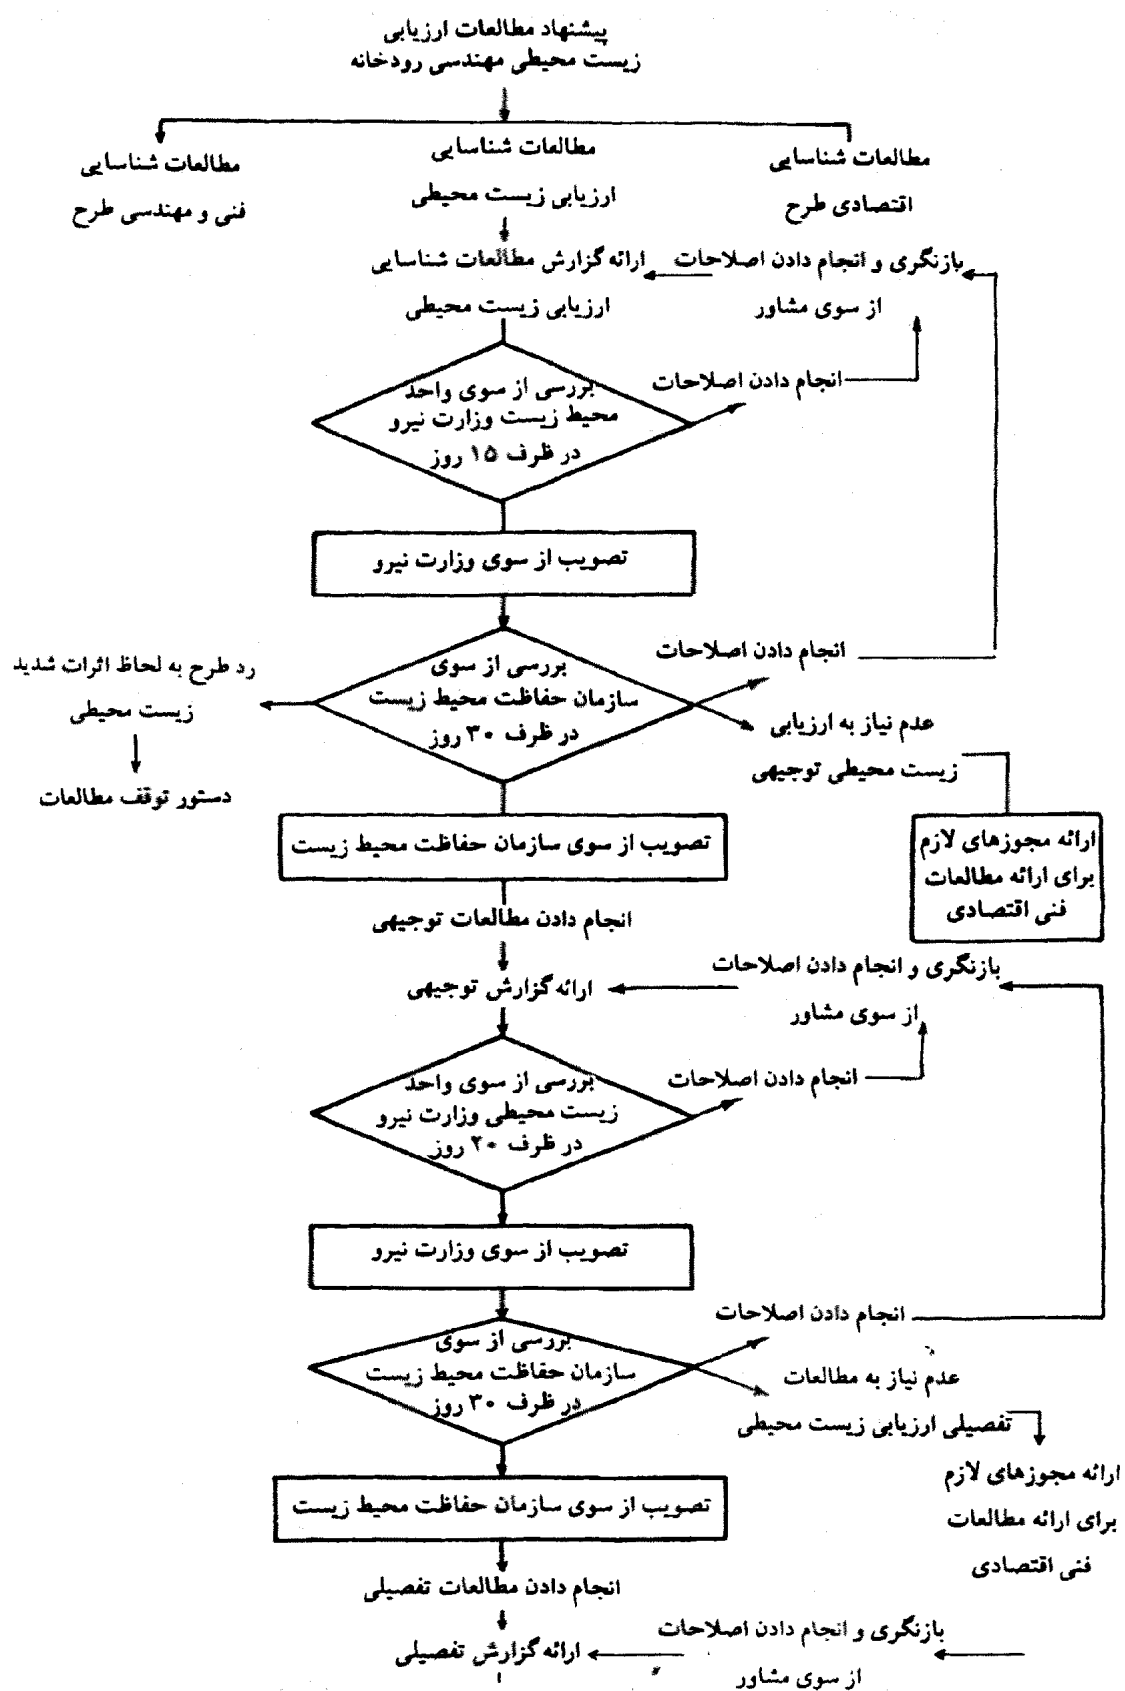 پیشنهاد مطالعات ارزیابی
زیست محیطی مهندسی رودخانه
مطالعات شناسایی
اقتصادی طرح
مطالعات شناسایی
ارزیابی زیست محیطی
مطالعات شناسایی
فنی و مهندسی طرح
ارائه گزارش مطالعات شناسایی
ارزیابی زیست محیطی
بازنگری و انجام دادن اصلاحات
از سوی مشاور
بررسی از سوی واحد
محیط زیست وزارت نیرو
در ظرف ۱۵ روز
انجام دادن اصلاحات
تصویب از سوی وزارت نیرو
بررسی از سوی
سازمان حفاظت محیط زیست
در ظرف ۳۰ روز
انجام دادن اصلاحات
عدم نیاز به ارزیابی
زیست محیطی توجیهی
ارائه مجوزهای لازم
برای ارائه مطالعات
فنی اقتصادی
رد طرح به لحاظ اثرات شدید
زیست محیطی
دستور توقف مطالعات
تصویب از سوی سازمان حفاظت محیط زیست
انجام دادن مطالعات توجیهی
ارائه گزارش توجیهی
بازنگری و انجام دادن اصلاحات
از سوی مشاور
بررسی از سوی واحد
زیست محیطی وزارت نیرو
در ظرف ۲۰ روز
انجام دادن اصلاحات
تصویب از سوی وزارت نیرو
بررسی از سوی
سازمان حفاظت محیط زیست
در ظرف ۳۰ روز
انجام دادن اصلاحات
عدم نیاز به مطالعات
تفصیلی ارزیابی زیست محیطی
ارائه مجوزهای لازم
برای ارائه مطالعات
فنی اقتصادی
تصویب از سوی سازمان حفاظت محیط زیست
انجام دادن مطالعات تفصیلی
ارائه گزارش تفصیلی
بازنگری و انجام دادن اصلاحات
از سوی مشاور